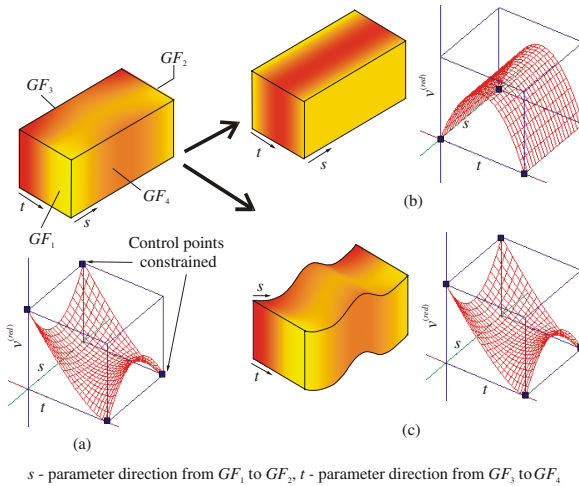 GF₂
GF₃
t
s
GF₁
GF₄
t
s
v⁽ʳᵉᵈ⁾
s
t
(b)
Control points
constrained
v⁽ʳᵉᵈ⁾
s
t
(a)
s
t
v⁽ʳᵉᵈ⁾
s
t
(c)
s - parameter direction from GF₁ to GF₂, t - parameter direction from GF₃ to GF₄